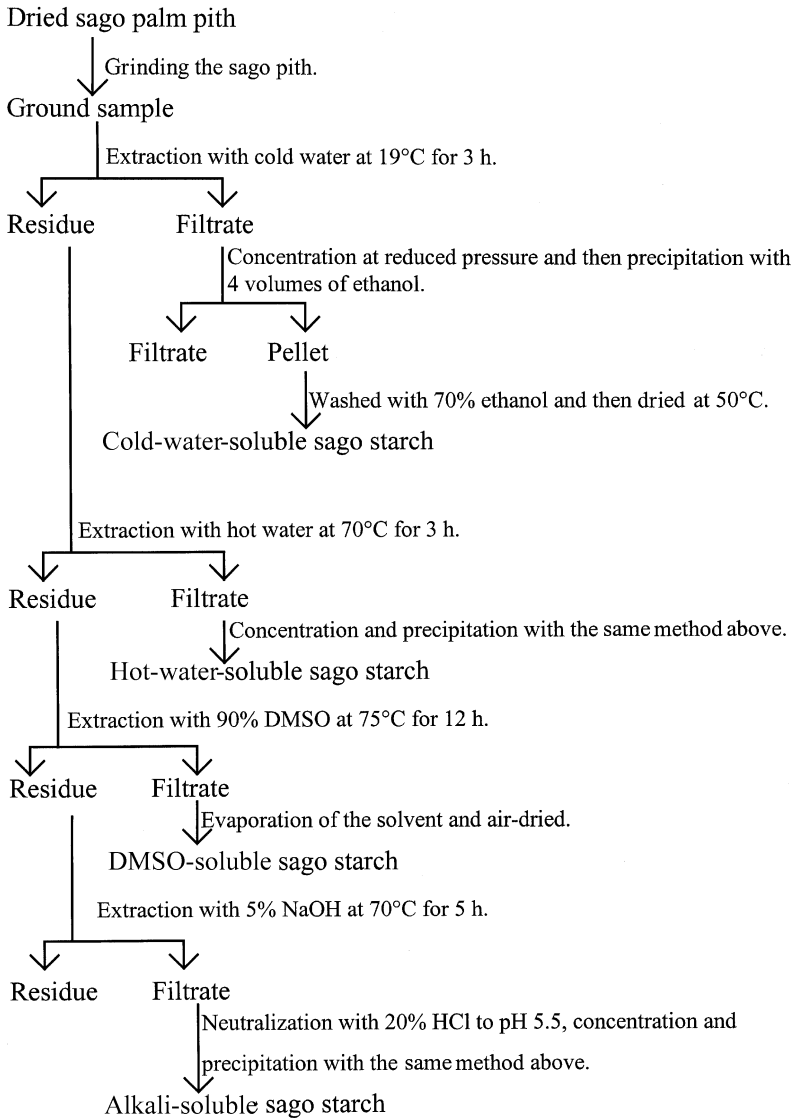 Dried sago palm pith
Grinding the sago pith.
Ground sample
Extraction with cold water at 19°C for 3 h.
Residue
Filtrate
Concentration at reduced pressure and then precipitation with
4 volumes of ethanol.
Filtrate
Pellet
Washed with 70% ethanol and then dried at 50°C.
Cold-water-soluble sago starch
Extraction with hot water at 70°C for 3 h.
Residue
Filtrate
Concentration and precipitation with the same method above.
Hot-water-soluble sago starch
Extraction with 90% DMSO at 75°C for 12 h.
Residue
Filtrate
Evaporation of the solvent and air-dried.
DMSO-soluble sago starch
Extraction with 5% NaOH at 70°C for 5 h.
Residue
Filtrate
Neutralization with 20% HCl to pH 5.5, concentration and
precipitation with the same method above.
Alkali-soluble sago starch